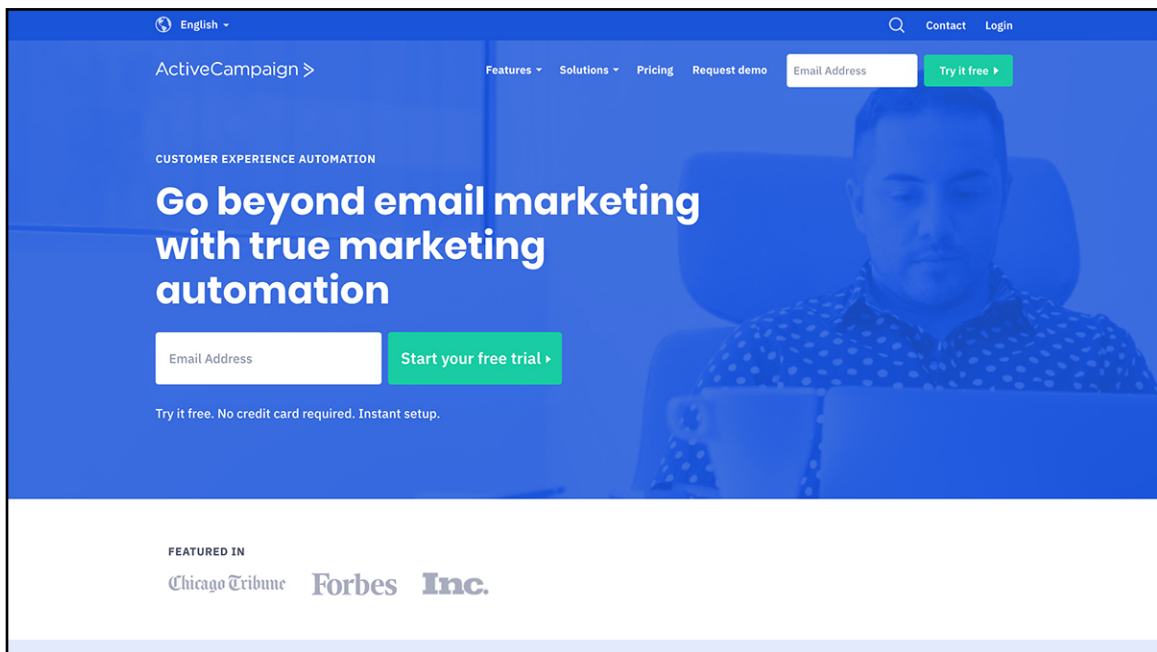 English
Contact
Login
ActiveCampaign >
Features
Solutions
Pricing
Request demo
Email Address
Try it free
CUSTOMER EXPERIENCE AUTOMATION
Go beyond email marketing
with true marketing
automation
Email Address
Start your free trial
Try it free. No credit card required. Instant setup.
FEATURED IN
Chicago Tribune
Forbes
Inc.